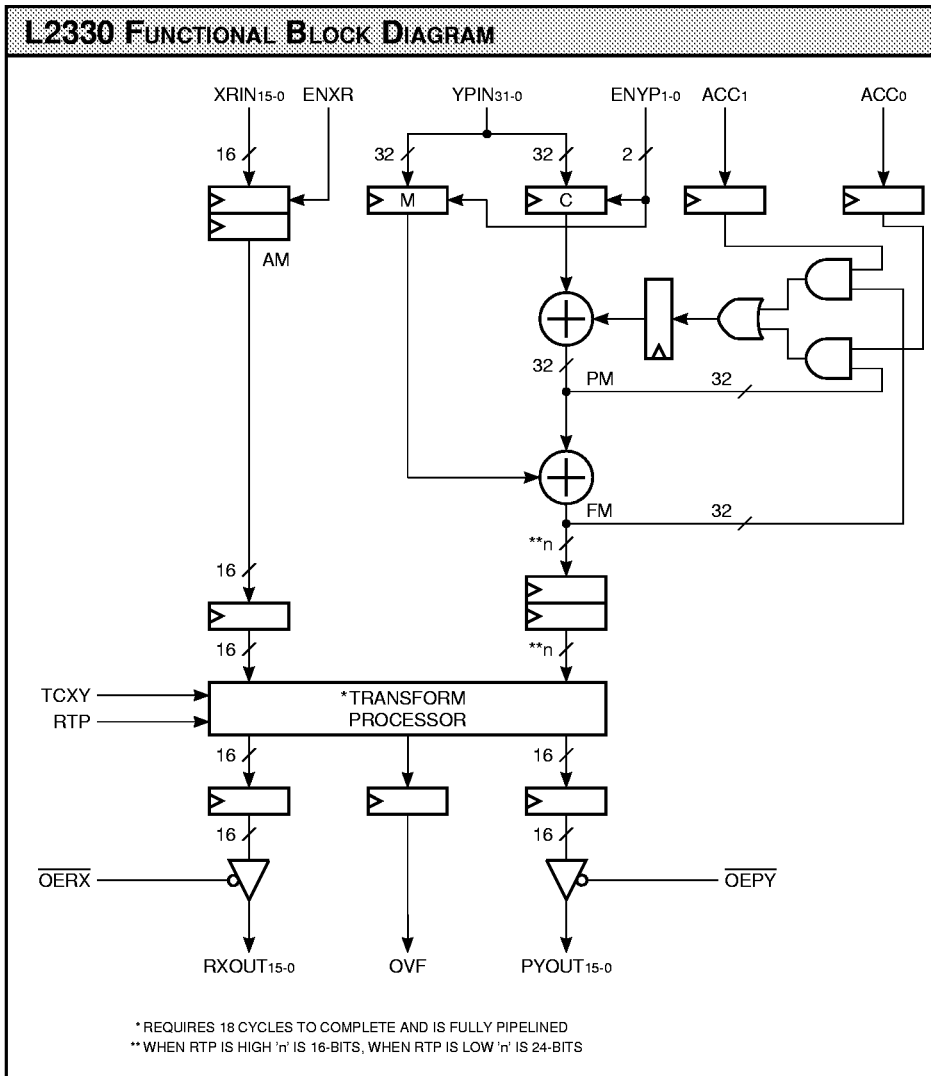 L2330 FUNCTIONAL BLOCK DIAGRAM
XRIN15-0 ENXR YPIN31-0 ENYP1-0 ACC1 ACC0
16 32 32 2
M C
AM
32 PM 32
FM 32
**n
16
16 **n
TCXY
*TRANSFORM
PROCESSOR
RTP
16 16
16 16
OERX OEPY
RXOUT15-0 OVF PYOUT15-0
* REQUIRES 18 CYCLES TO COMPLETE AND IS FULLY PIPELINED
** WHEN RTP IS HIGH 'n' IS 16-BITS, WHEN RTP IS LOW 'n' IS 24-BITS